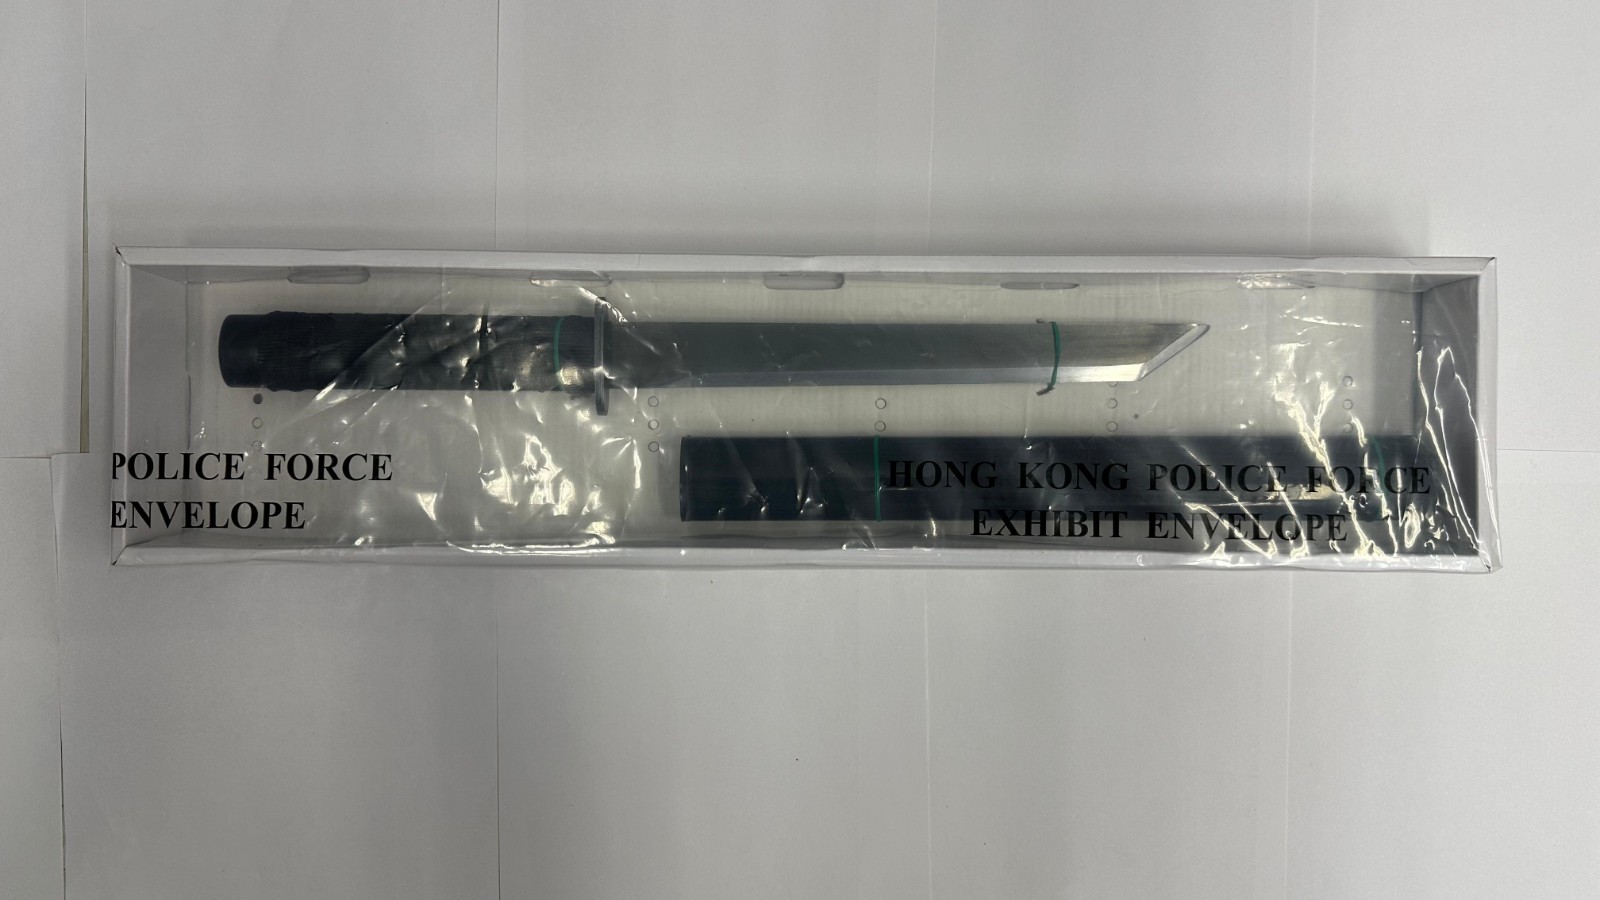 POLICE FORCE
ENVELOPE
HONG KONG POLICE FORCE
EXHIBIT ENVELOPE